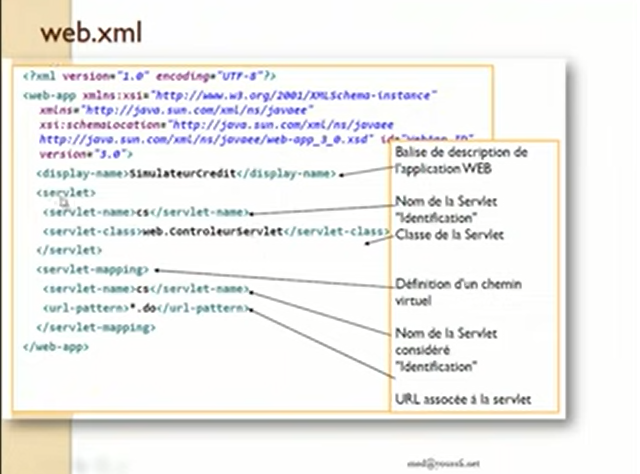 web.xml
<?xml version="1.0" encoding="UTF-8"?>
<web-app xmlns:xsi="http://www.w3.org/2001/XMLSchema-instance"
xmlns="http://java.sun.com/xml/ns/javaee"
xsi:schemaLocation="http://java.sun.com/xml/ns/javaee
http://java.sun.com/xml/ns/javaee/web-app_3_0.xsd"
version="3.0">
<display-name>SimulateurCredit</display-name>
<servlet>
<servlet-name>cs</servlet-name>
<servlet-class>web.ControleurServlet</servlet-class>
</servlet>
<servlet-mapping>
<servlet-name>cs</servlet-name>
<url-pattern>*.do</url-pattern>
</servlet-mapping>
</web-app>
Balise de description de
l'application WEB
Nom de la Servlet
"Identification"
Classe de la Servlet
Définition d'un chemin
virtuel
Nom de la Servlet
considéré
"Identification"
URL assocée á la servlet